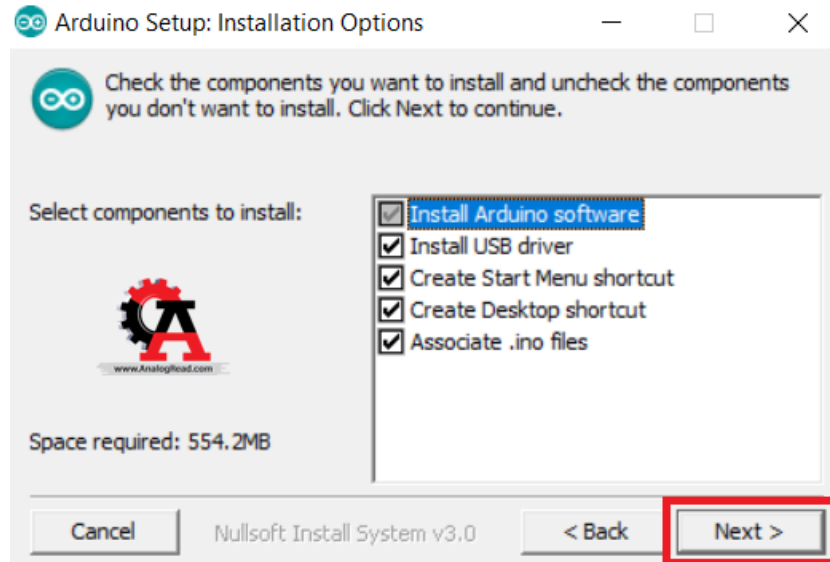 Arduino Setup: Installation Options
Check the components you want to install and uncheck the components
you don't want to install. Click Next to continue.
Select components to install:
Install Arduino software
Install USB driver
Create Start Menu shortcut
Create Desktop shortcut
Associate .ino files
A
www.AnalogRead.com
Space required: 554.2MB
Cancel
Nullsoft Install System v3.0
< Back
Next >